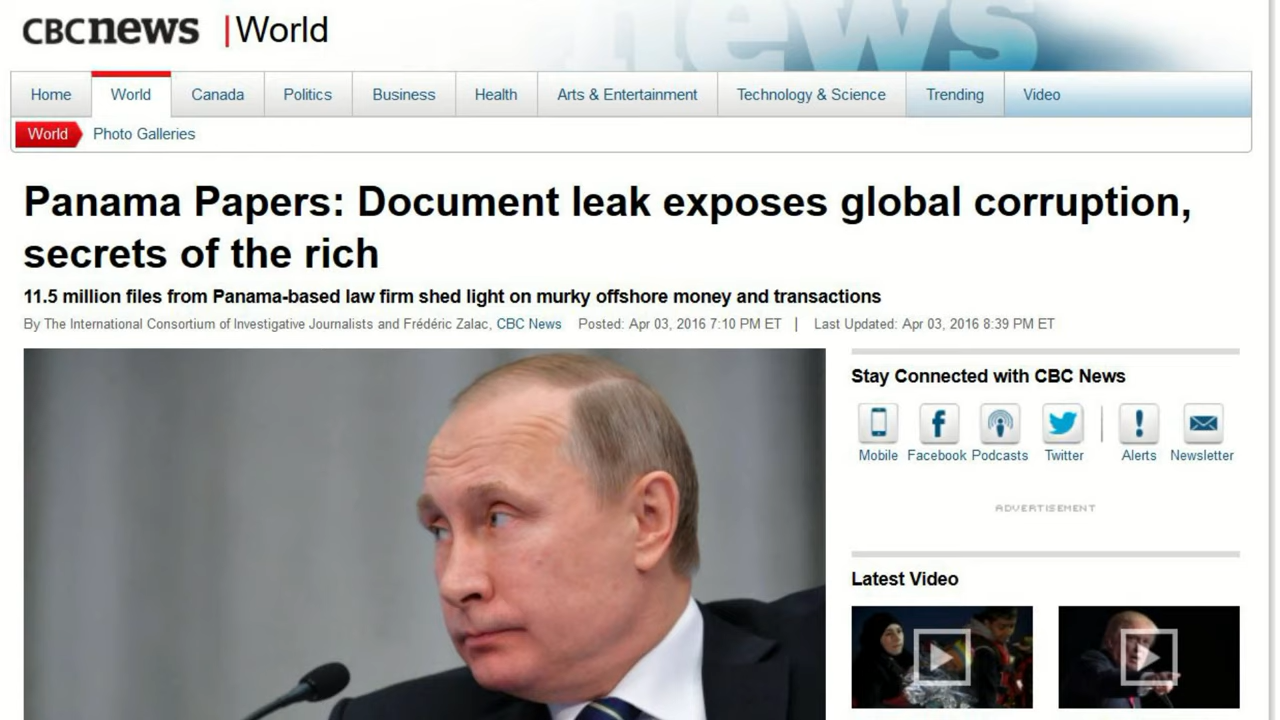 CBCnews | World
Home World Canada Politics Business Health Arts & Entertainment Technology & Science Trending Video
World Photo Galleries
Panama Papers: Document leak exposes global corruption,
secrets of the rich
11.5 million files from Panama-based law firm shed light on murky offshore money and transactions
By The International Consortium of Investigative Journalists and Frédéric Zalac, CBC News Posted: Apr 03, 2016 7:10 PM ET | Last Updated: Apr 03, 2016 8:39 PM ET
Stay Connected with CBC News
Mobile Facebook Podcasts Twitter Alerts Newsletter
ADVERTISEMENT
Latest Video